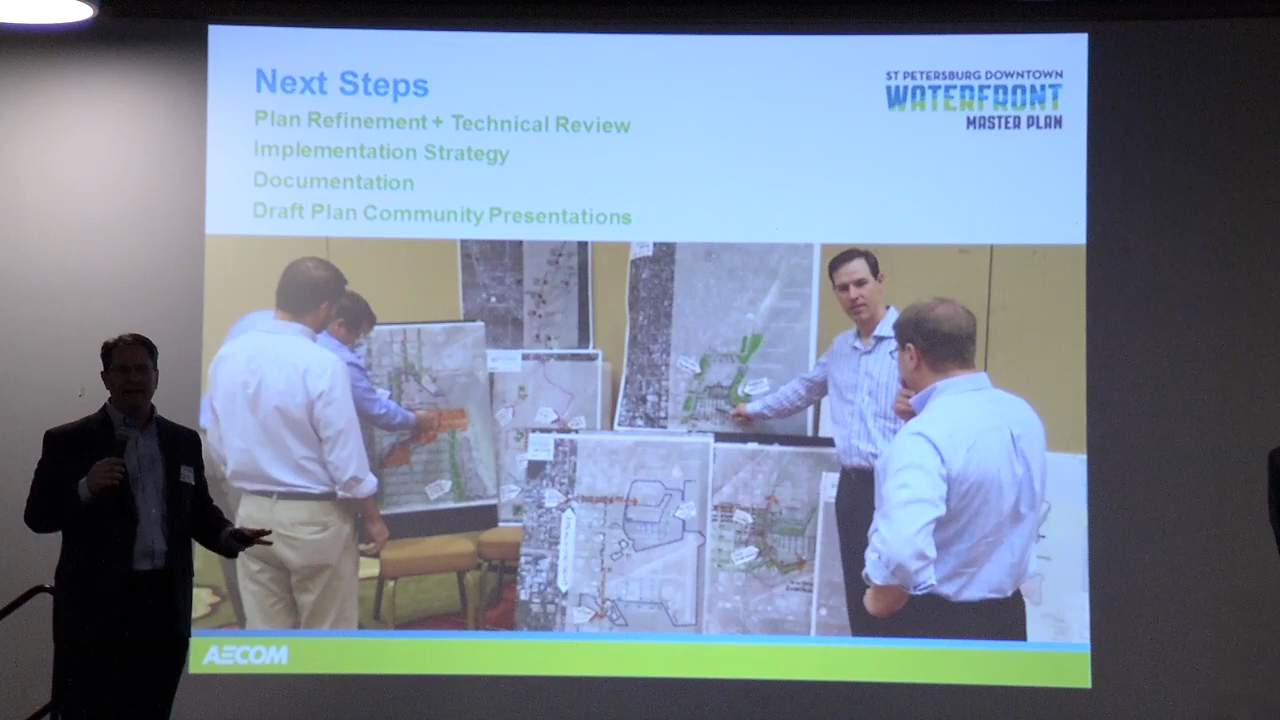 Next Steps
Plan Refinement + Technical Review
Implementation Strategy
Documentation
Draft Plan Community Presentations
ST PETERSBURG DOWNTOWN
WATERFRONT
MASTER PLAN
AECOM